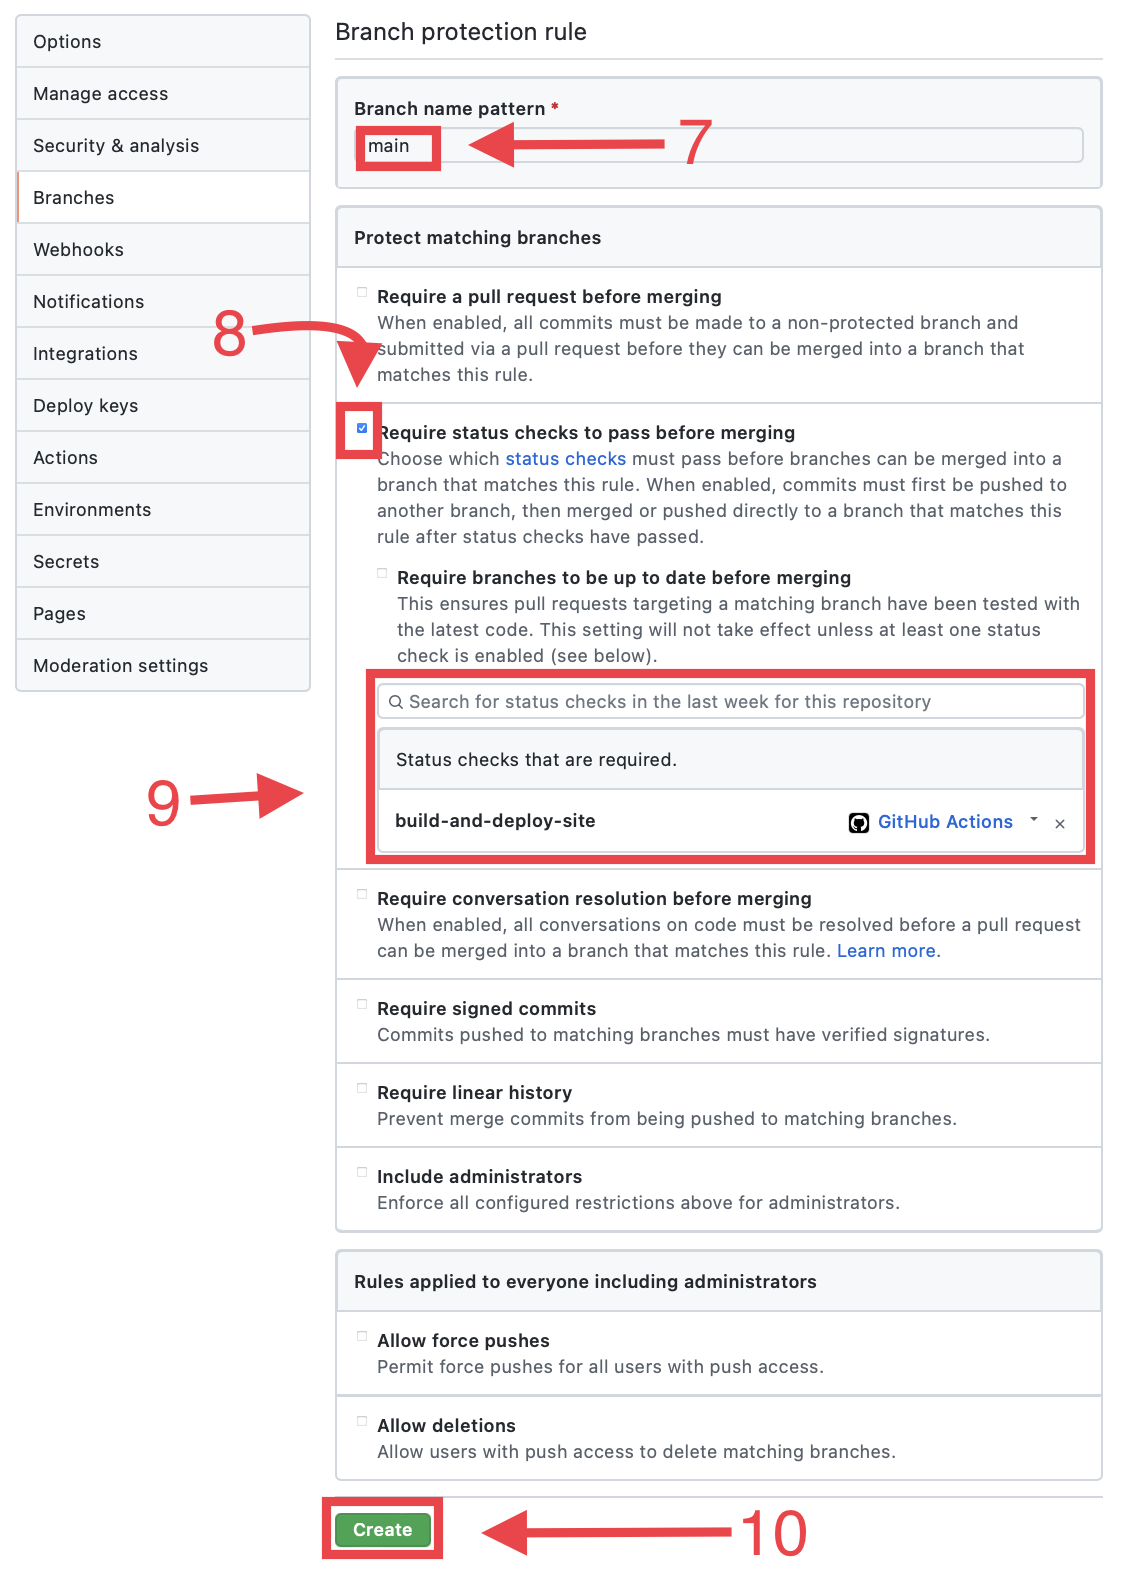 Options
Manage access
Security & analysis
Branches
Webhooks
Notifications
Integrations
Deploy keys
Actions
Environments
Secrets
Pages
Moderation settings
Branch protection rule
Branch name pattern *
main
7
Protect matching branches
Require a pull request before merging
When enabled, all commits must be made to a non-protected branch and
submitted via a pull request before they can be merged into a branch that
matches this rule.
8
Require status checks to pass before merging
Choose which status checks must pass before branches can be merged into a
branch that matches this rule. When enabled, commits must first be pushed to
another branch, then merged or pushed directly to a branch that matches this
rule after status checks have passed.
Require branches to be up to date before merging
This ensures pull requests targeting a matching branch have been tested with
the latest code. This setting will not take effect unless at least one status
check is enabled (see below).
9
Search for status checks in the last week for this repository
Status checks that are required.
build-and-deploy-site GitHub Actions ×
Require conversation resolution before merging
When enabled, all conversations on code must be resolved before a pull request
can be merged into a branch that matches this rule. Learn more.
Require signed commits
Commits pushed to matching branches must have verified signatures.
Require linear history
Prevent merge commits from being pushed to matching branches.
Include administrators
Enforce all configured restrictions above for administrators.
Rules applied to everyone including administrators
Allow force pushes
Permit force pushes for all users with push access.
Allow deletions
Allow users with push access to delete matching branches.
Create
10